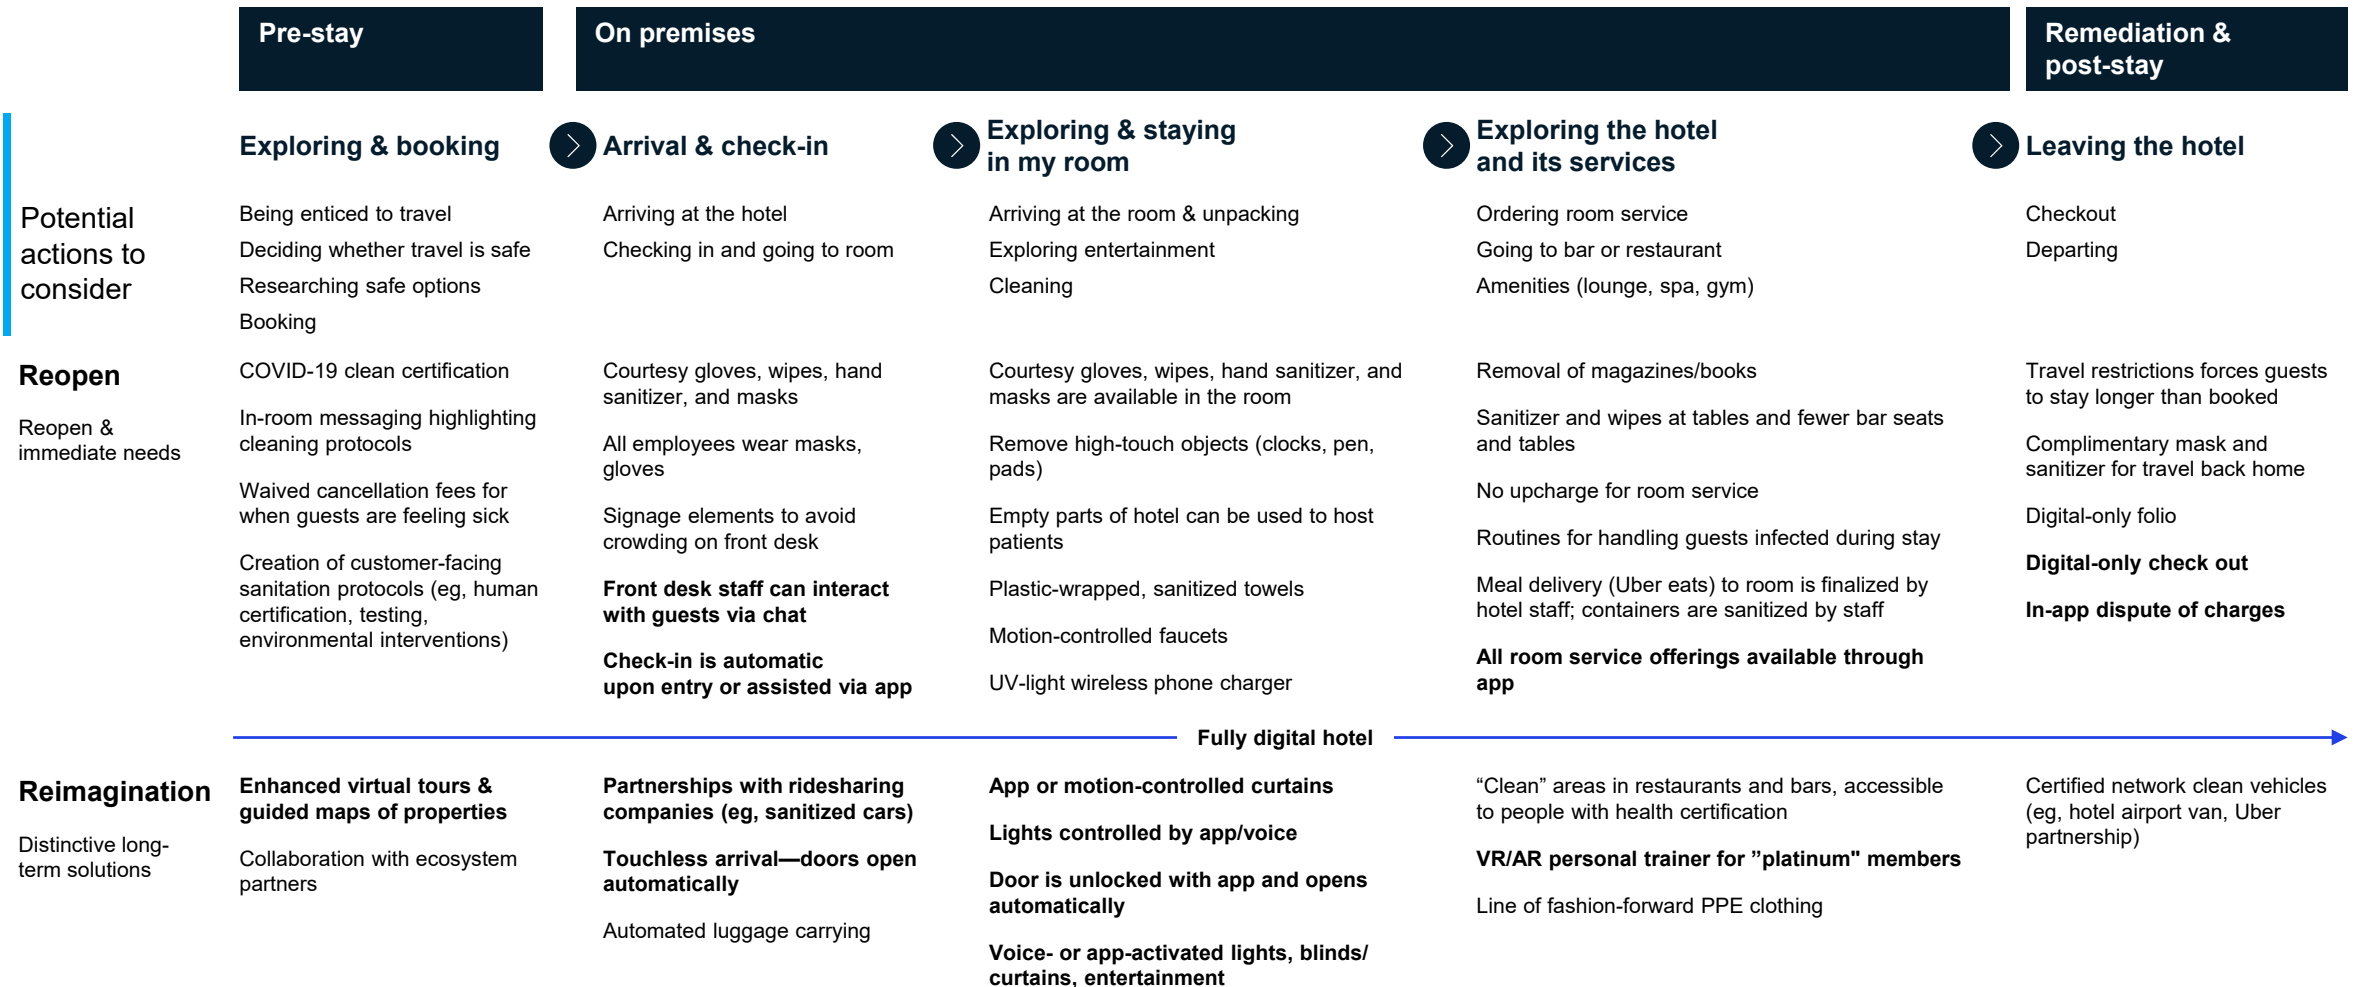 Pre-stay
On premises
Remediation &
post-stay
Exploring & booking
Arrival & check-in
Exploring & staying
in my room
Exploring the hotel
and its services
Leaving the hotel
Potential
actions to
consider
Being enticed to travel
Deciding whether travel is safe
Researching safe options
Booking
Arriving at the hotel
Checking in and going to room
Arriving at the room & unpacking
Exploring entertainment
Cleaning
Ordering room service
Going to bar or restaurant
Amenities (lounge, spa, gym)
Checkout
Departing
Reopen
Reopen &
immediate needs
COVID-19 clean certification
In-room messaging highlighting
cleaning protocols
Waived cancellation fees for
when guests are feeling sick
Creation of customer-facing
sanitation protocols (eg, human
certification, testing,
environmental interventions)
Courtesy gloves, wipes, hand
sanitizer, and masks
All employees wear masks,
gloves
Signage elements to avoid
crowding on front desk
Front desk staff can interact
with guests via chat
Check-in is automatic
upon entry or assisted via app
Courtesy gloves, wipes, hand sanitizer, and
masks are available in the room
Remove high-touch objects (clocks, pen,
pads)
Empty parts of hotel can be used to host
patients
Plastic-wrapped, sanitized towels
Motion-controlled faucets
UV-light wireless phone charger
Removal of magazines/books
Sanitizer and wipes at tables and fewer bar seats
and tables
No upcharge for room service
Routines for handling guests infected during stay
Meal delivery (Uber eats) to room is finalized by
hotel staff; containers are sanitized by staff
All room service offerings available through
app
Travel restrictions forces guests
to stay longer than booked
Complimentary mask and
sanitizer for travel back home
Digital-only folio
Digital-only check out
In-app dispute of charges
Fully digital hotel
Reimagination
Distinctive long-
term solutions
Enhanced virtual tours &
guided maps of properties
Collaboration with ecosystem
partners
Partnerships with ridesharing
companies (eg, sanitized cars)
Touchless arrival—doors open
automatically
Automated luggage carrying
App or motion-controlled curtains
Lights controlled by app/voice
Door is unlocked with app and opens
automatically
Voice- or app-activated lights, blinds/
curtains, entertainment
“Clean” areas in restaurants and bars, accessible
to people with health certification
VR/AR personal trainer for ”platinum" members
Line of fashion-forward PPE clothing
Certified network clean vehicles
(eg, hotel airport van, Uber
partnership)